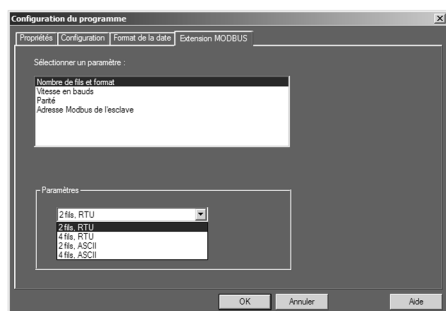 Configuration du programme
Propriétés Configuration Format de la date Extension MODBUS
Sélectionner un paramètre :
Nombre de fils et format
Vitesse en bauds
Parité
Adresse Modbus de l'esclave
Paramètres
2 fils, RTU
2 fils, RTU
4 fils, RTU
2 fils, ASCII
4 fils, ASCII
OK Annuler Aide